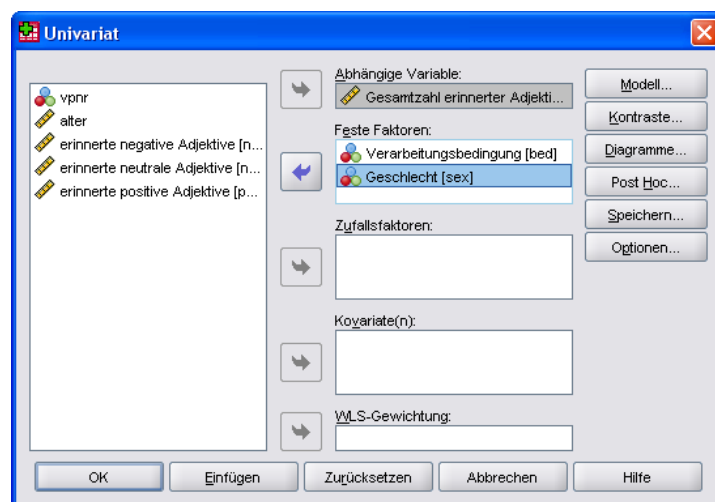 Univariat
vpnr
alter
erinnerte negative Adjektive [n...
erinnerte neutrale Adjektive [n...
erinnerte positive Adjektive [p...
Abhängige Variable:
Gesamtzahl erinnerter Adjekti...
Feste Faktoren:
Verarbeitungsbedingung [bed]
Geschlecht [sex]
Zufallsfaktoren:
Kovariate(n):
WLS-Gewichtung:
Modell...
Kontraste...
Diagramme...
Post Hoc...
Speichern...
Optionen...
OK
Einfügen
Zurücksetzen
Abbrechen
Hilfe